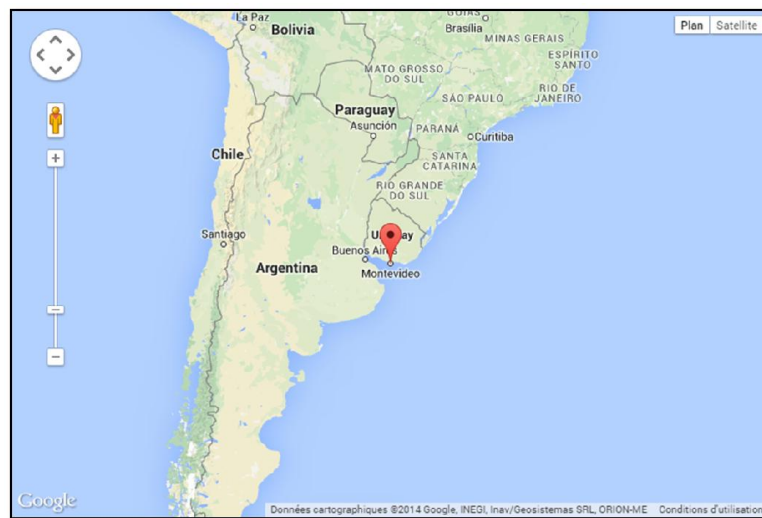 La Paz
Bolivia
GOIÁS
Brasília
MINAS GERAIS
Plan
Satellite
ESPÍRITO
SANTO
MATO GROSSO
DO SUL
RIO DE
JANEIRO
SÃO PAULO
Paraguay
Asunción
PARANÁ
Curitiba
Chile
SANTA
CATARINA
RIO GRANDE
DO SUL
Santiago
Buenos Aires
Montevideo
Argentina
Google
Données cartographiques ©2014 Google, INEGI, Inav/Geosistemas SRL, ORION-ME
Conditions d'utilisation